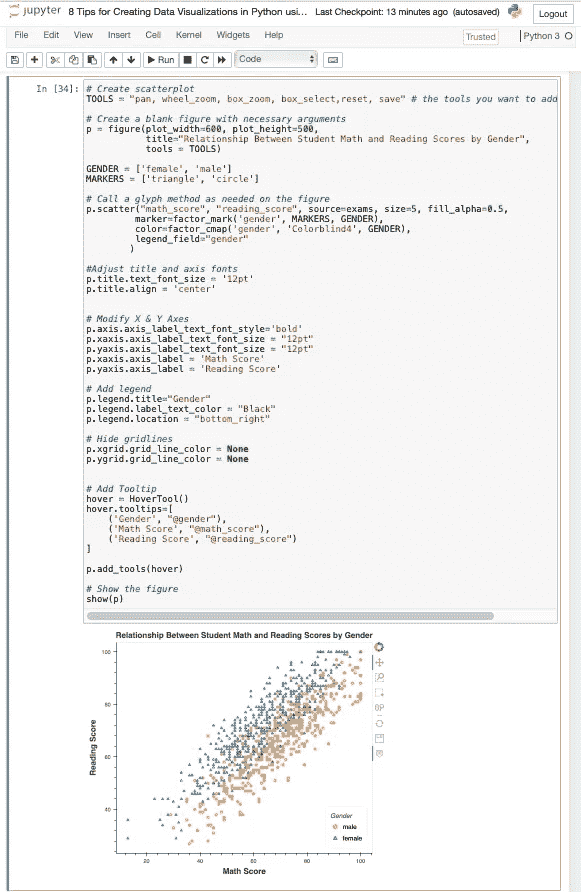 jupyter 8 Tips for Creating Data Visualizations in Python usi... Last Checkpoint: 13 minutes ago (autosaved)
Logout
File Edit View Insert Cell Kernel Widgets Help
Trusted
Python 3
Run
Code
In [34]:
# Create scatterplot
TOOLS = "pan, wheel_zoom, box_zoom, box_select,reset, save" # the tools you want to add
# Create a blank figure with necessary arguments
p = figure(plot_width=600, plot_height=500,
title="Relationship Between Student Math and Reading Scores by Gender",
tools = TOOLS)
GENDER = ['female', 'male']
MARKERS = ['triangle', 'circle']
# Call a glyph method as needed on the figure
p.scatter("math_score", "reading_score", source=exams, size=5, fill_alpha=0.5,
marker=factor_mark('gender', MARKERS, GENDER),
color=factor_cmap('gender', 'Colorblind4', GENDER),
legend_field="gender"
)
#Adjust title and axis fonts
p.title.text_font_size = '12pt'
p.title.align = 'center'
# Modify X & Y Axes
p.axis.axis_label_text_font_style='bold'
p.xaxis.axis_label_text_font_size = "12pt"
p.yaxis.axis_label_text_font_size = "12pt"
p.xaxis.axis_label = 'Math Score'
p.yaxis.axis_label = 'Reading Score'
# Add legend
p.legend.title="Gender"
p.legend.label_text_color = "Black"
p.legend.location = "bottom_right"
# Hide gridlines
p.xgrid.grid_line_color = None
p.ygrid.grid_line_color = None
# Add Tooltip
hover = HoverTool()
hover.tooltips=[
('Gender', "@gender"),
('Math Score', "@math_score"),
('Reading Score', "@reading_score")
]
p.add_tools(hover)
# Show the figure
show(p)
Relationship Between Student Math and Reading Scores by Gender
100
80
60
40
Reading Score
Gender
male
female
20 40 60 80 100
Math Score